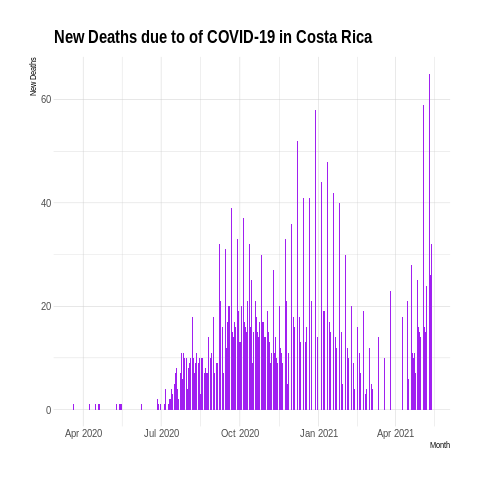 New Deaths due to of COVID-19 in Costa Rica
New Deaths
60
40
20
0
Apr 2020 Jul 2020 Oct 2020 Jan 2021 Apr 2021
Month